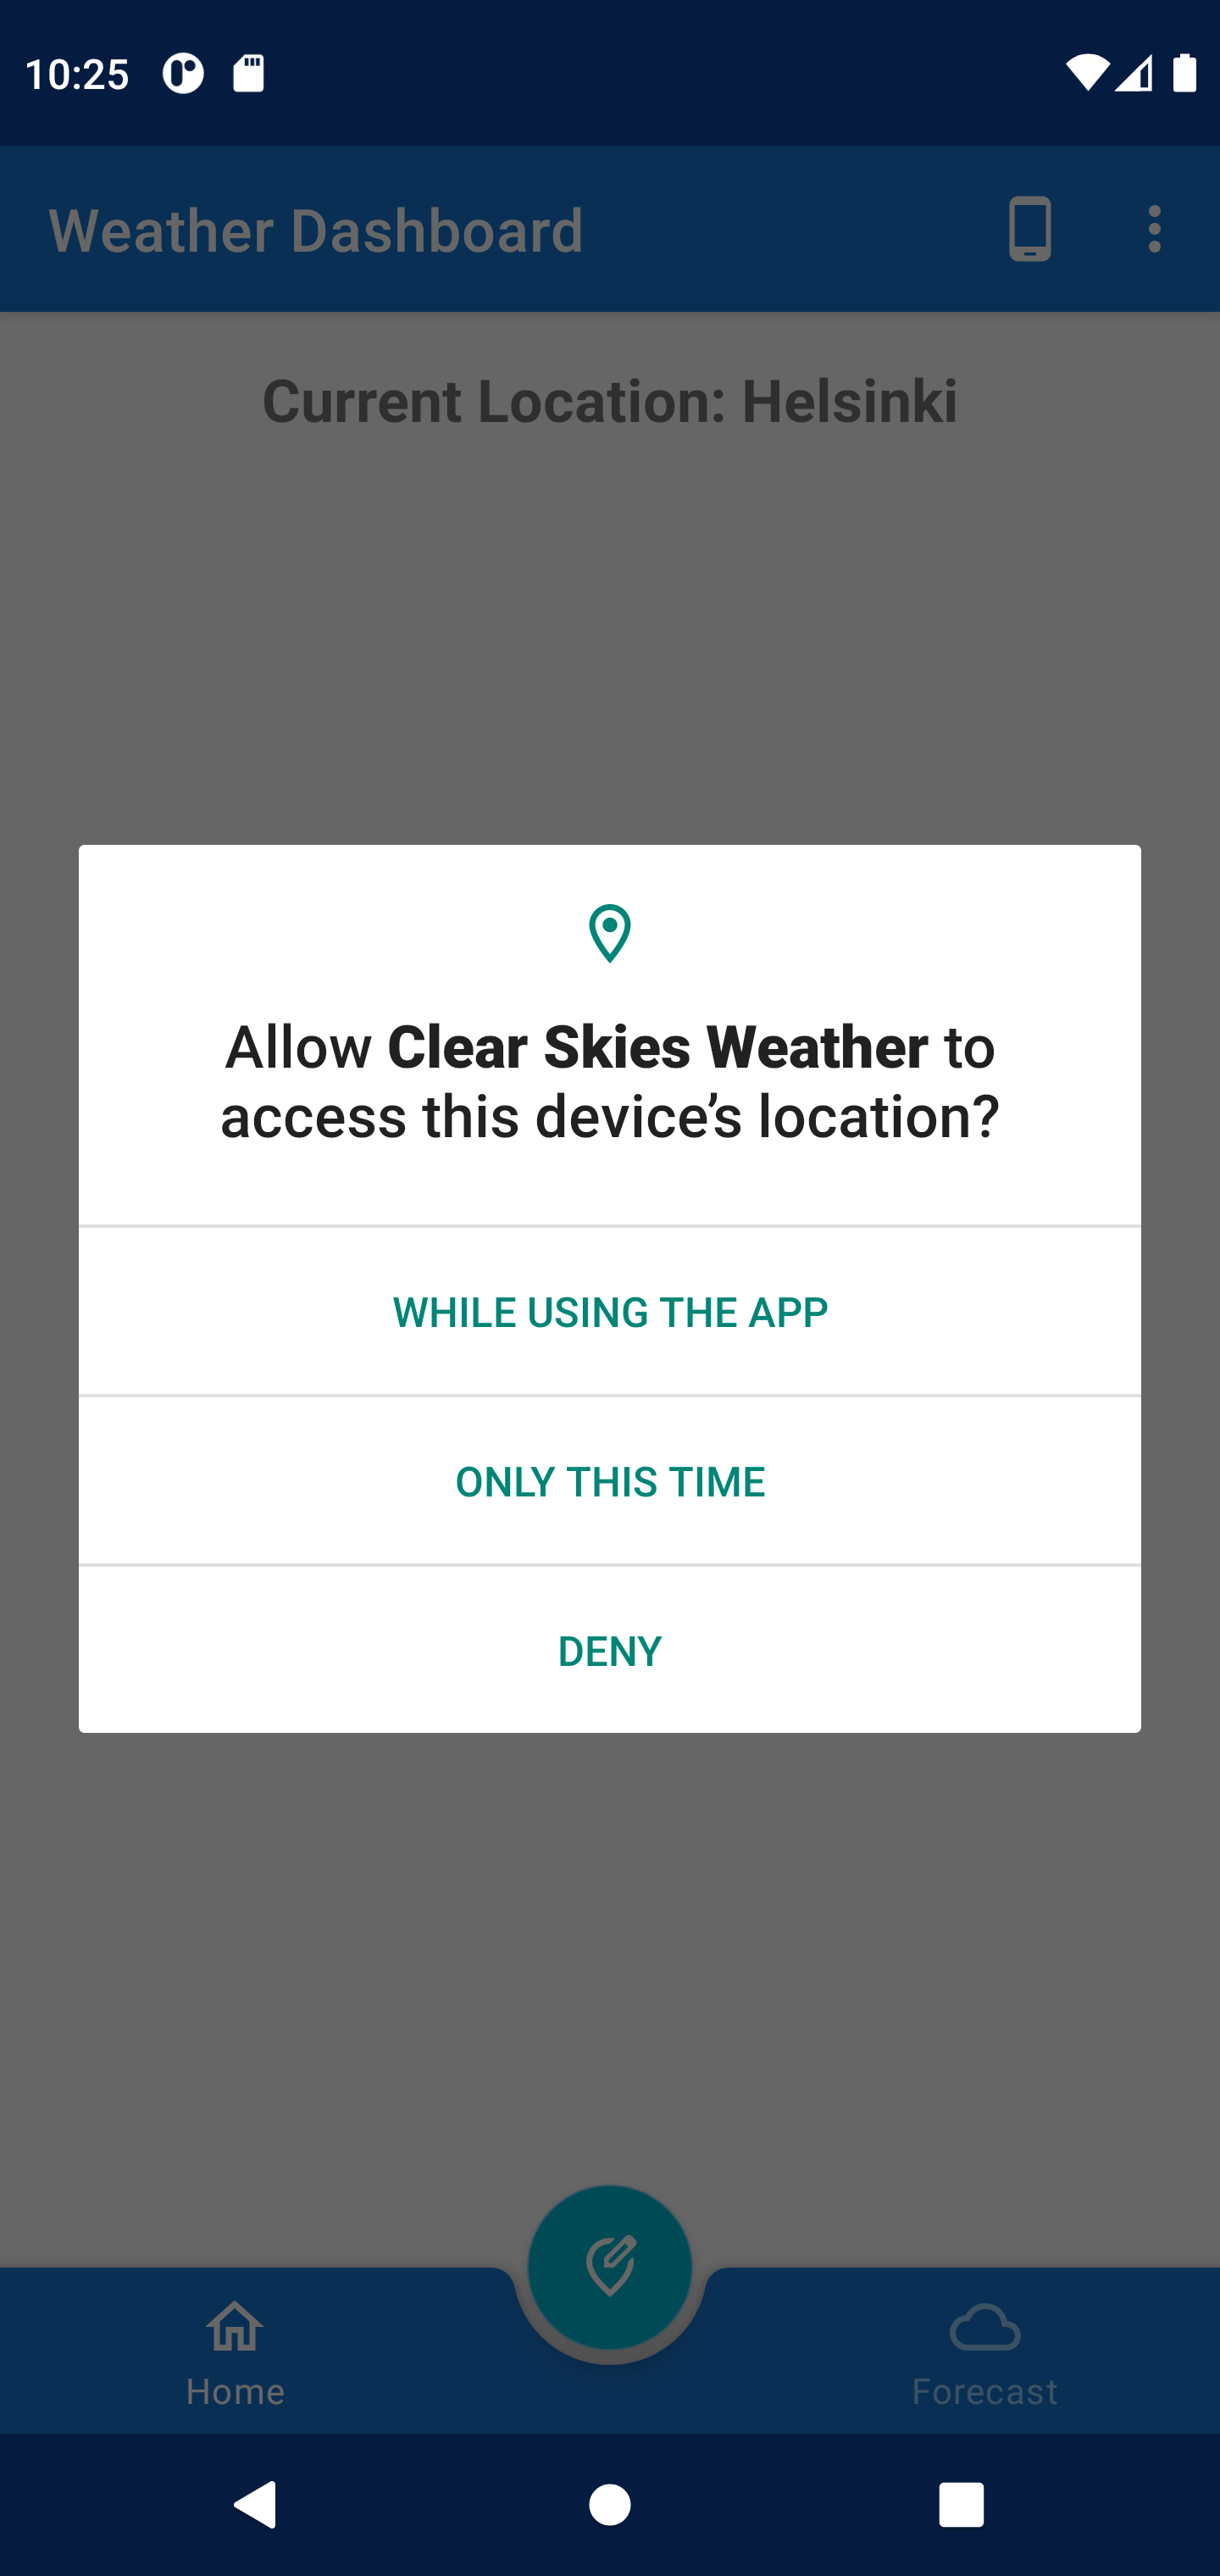 10:25
Weather Dashboard
Current Location: Helsinki
Allow Clear Skies Weather to
access this device’s location?
WHILE USING THE APP
ONLY THIS TIME
DENY
Home
Forecast